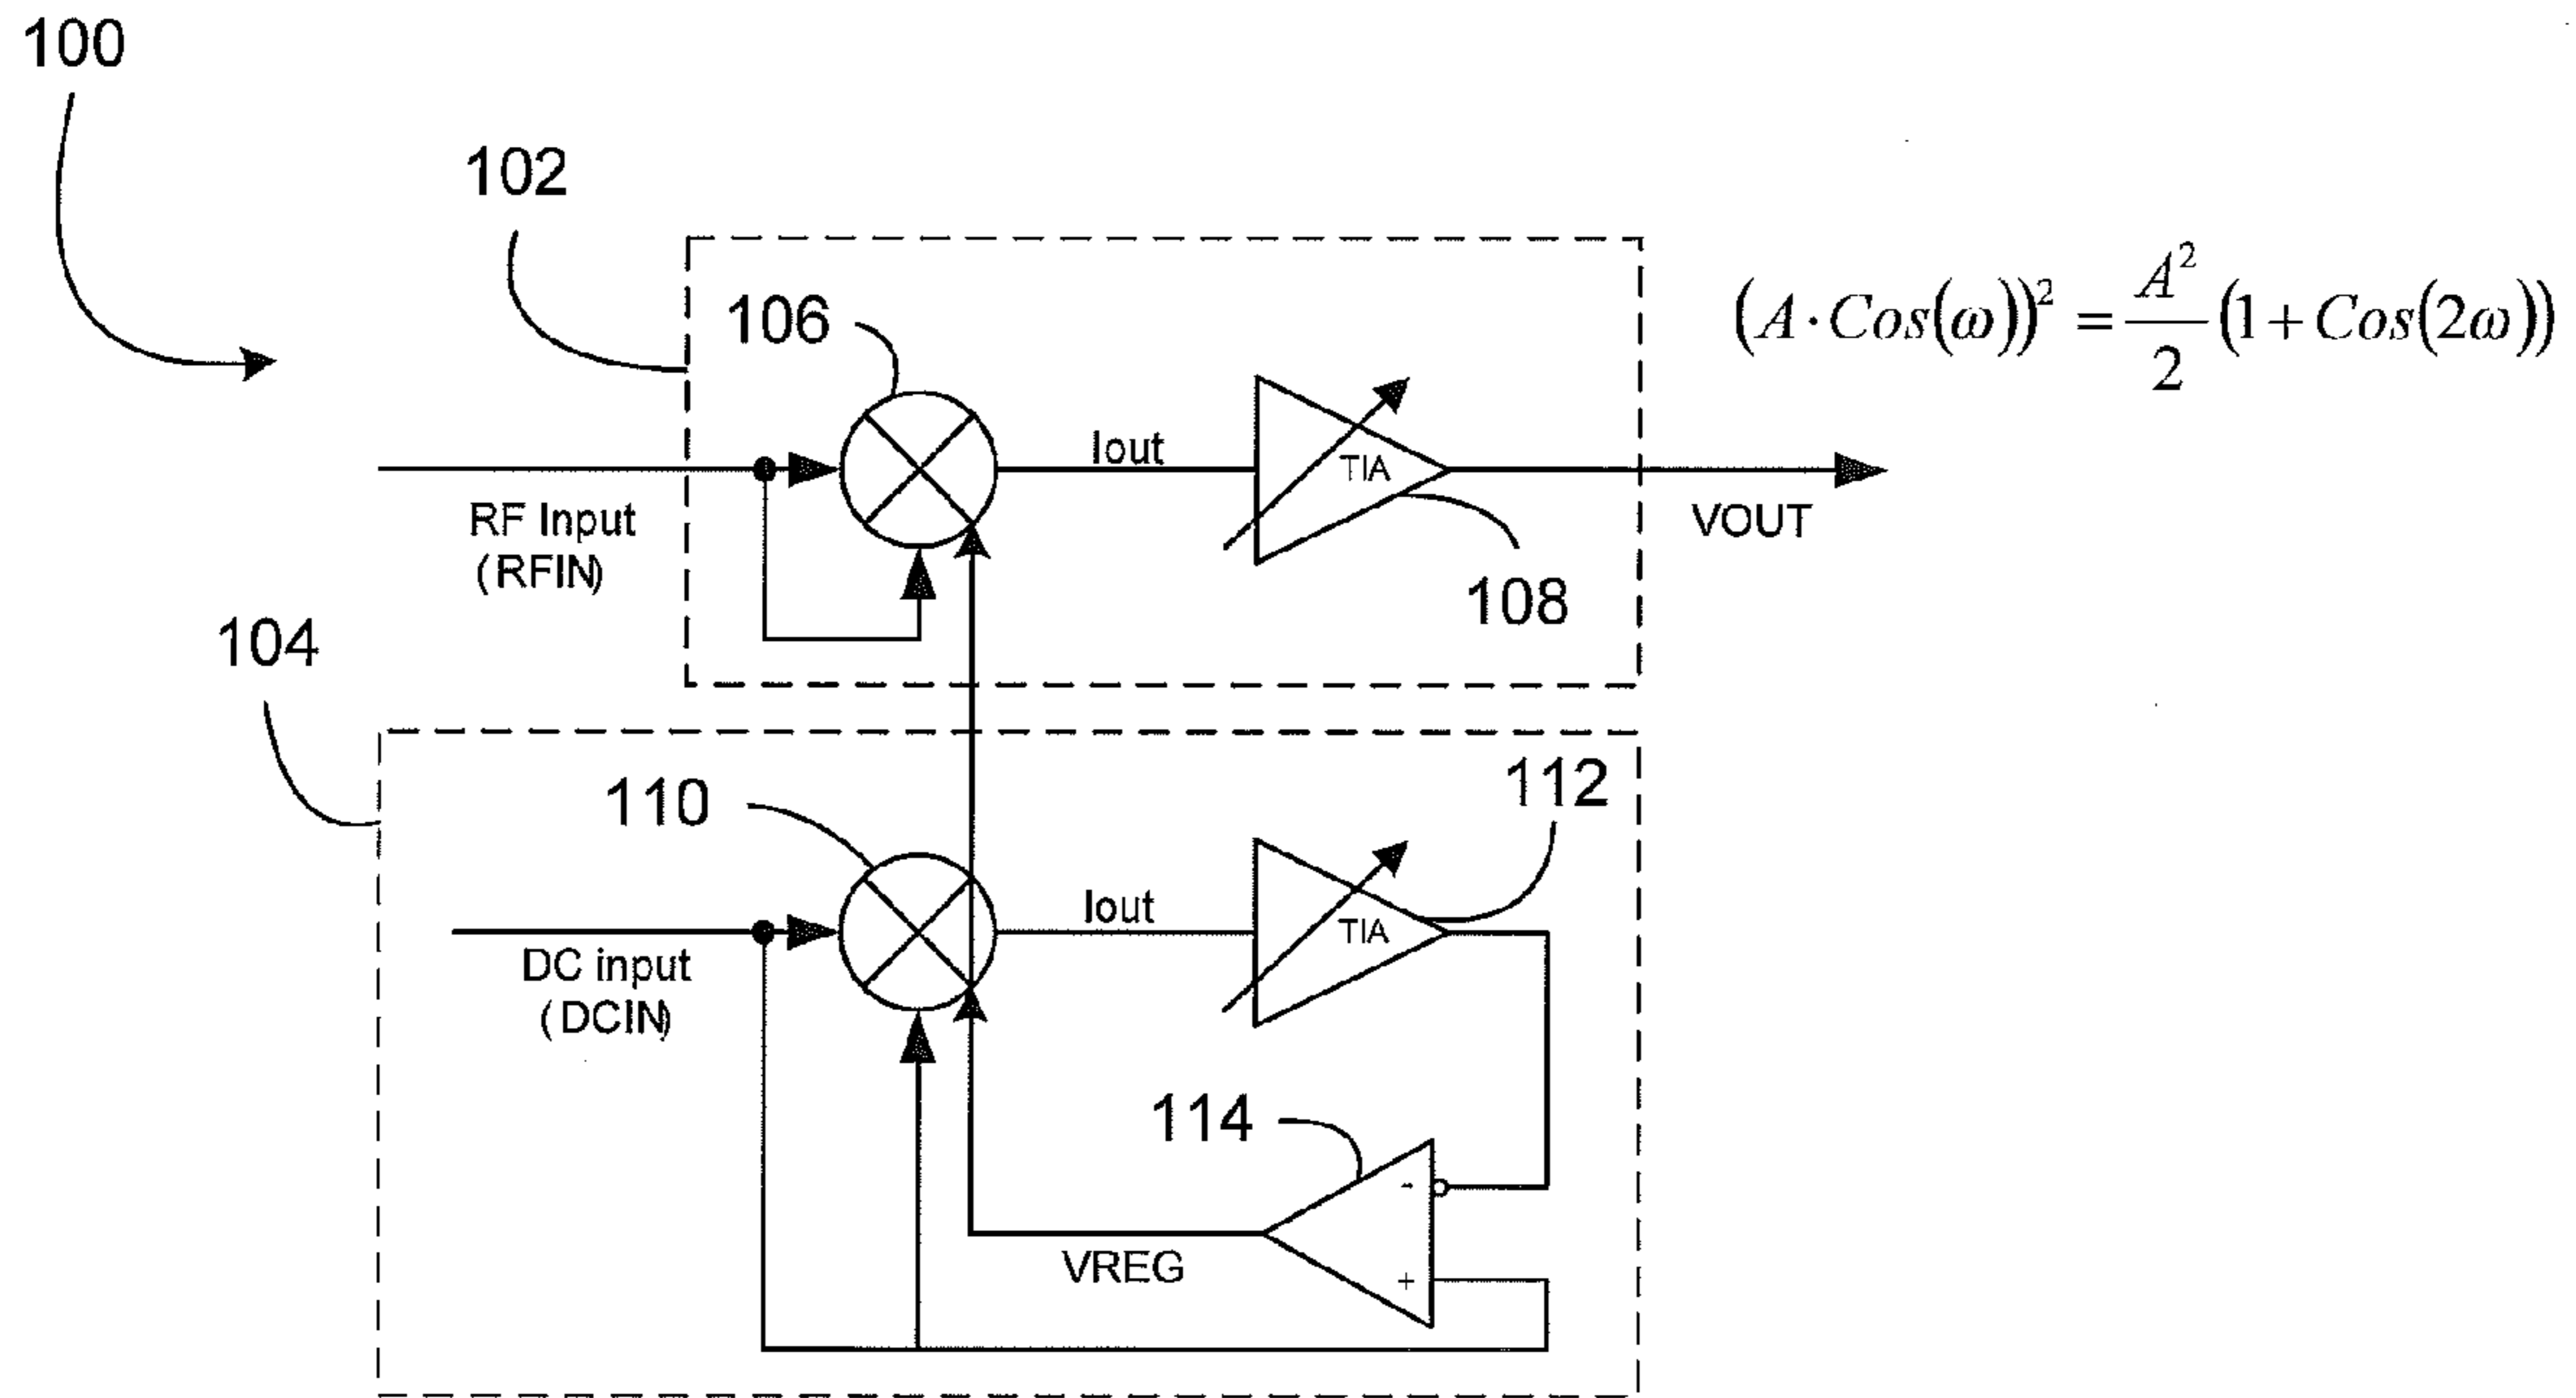 100
102
106
(A·Cos(ω))² = A²/2 (1 + Cos(2ω))
Iout
TIA
RF Input
(RFIN)
VOUT
108
104
110
112
Iout
TIA
DC input
(DCIN)
114
-
VREG
+